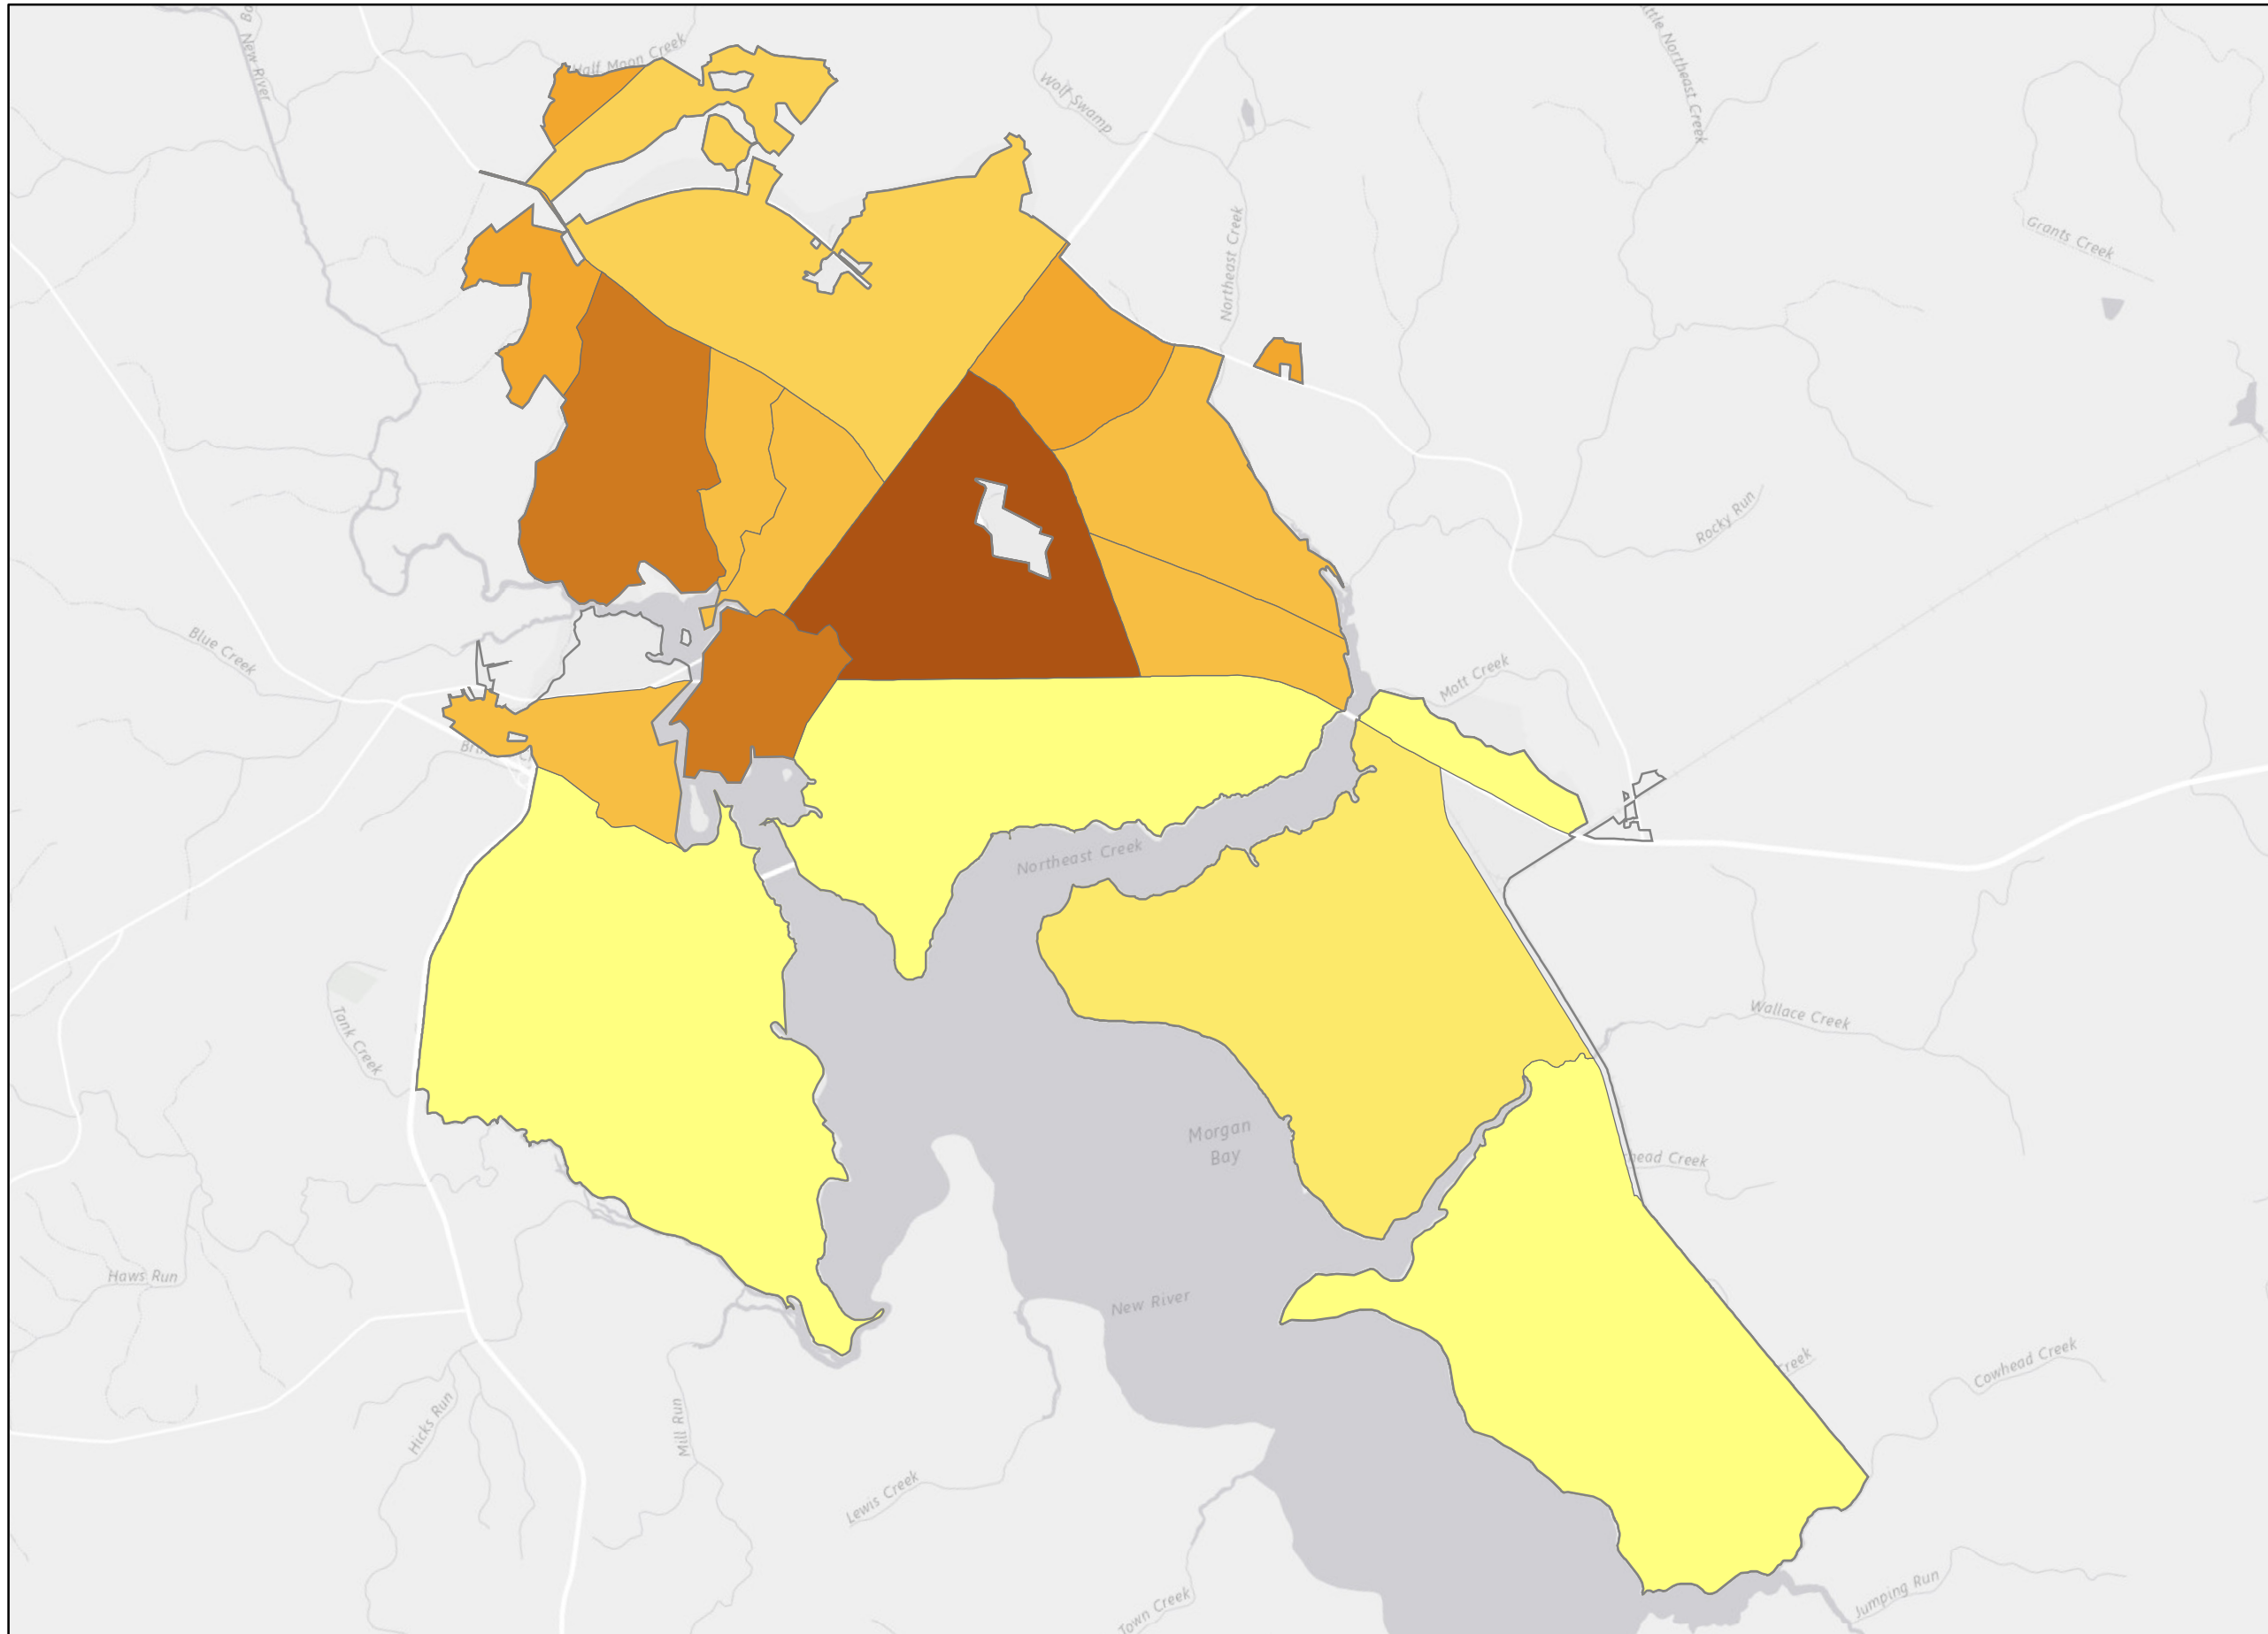 Half Moon Creek
New River
Wolf Swamp
Little Northeast Creek
Grants Creek
Northeast Creek
Rocky Run
Blue Creek
Mott Creek
Northeast Creek
Tank Creek
Wallace Creek
Morgan
Bay
head Creek
Haws Run
New River
Creek
Cowhead Creek
Hicks Run
Mill Run
Lewis Creek
Town Creek
Jumping Run